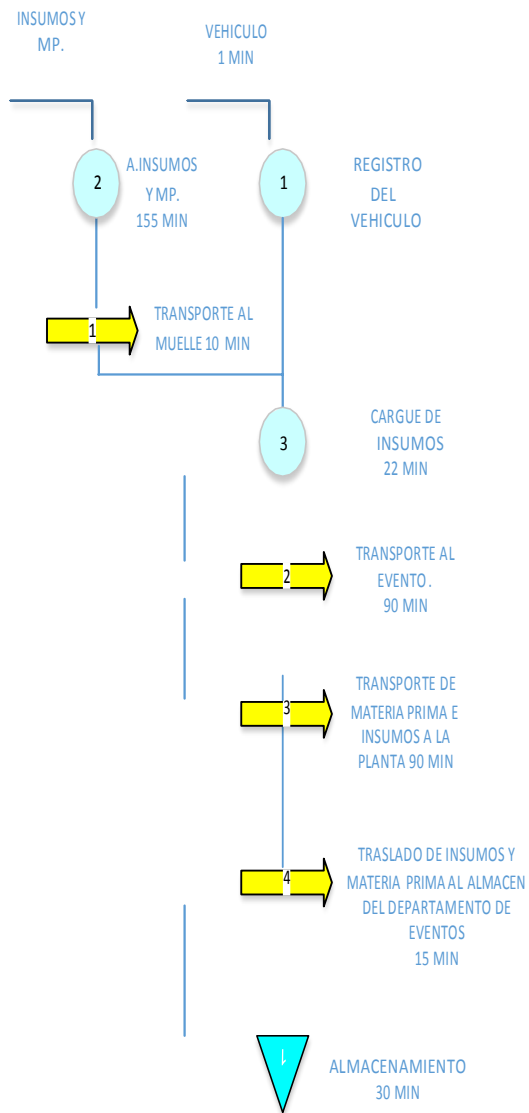 INSUMOS Y
MP.
VEHICULO
1 MIN
2
A.INSUMOS
Y MP.
155 MIN
1
REGISTRO
DEL
VEHICULO
1
TRANSPORTE AL
MUELLE 10 MIN
3
CARGUE DE
INSUMOS
22 MIN
2
TRANSPORTE AL
EVENTO .
90 MIN
3
TRANSPORTE DE
MATERIA PRIMA E
INSUMOS A LA
PLANTA 90 MIN
4
TRASLADO DE INSUMOS Y
MATERIA PRIMA AL ALMACEN
DEL DEPARTAMENTO DE
EVENTOS
15 MIN
ALMACENAMIENTO
30 MIN